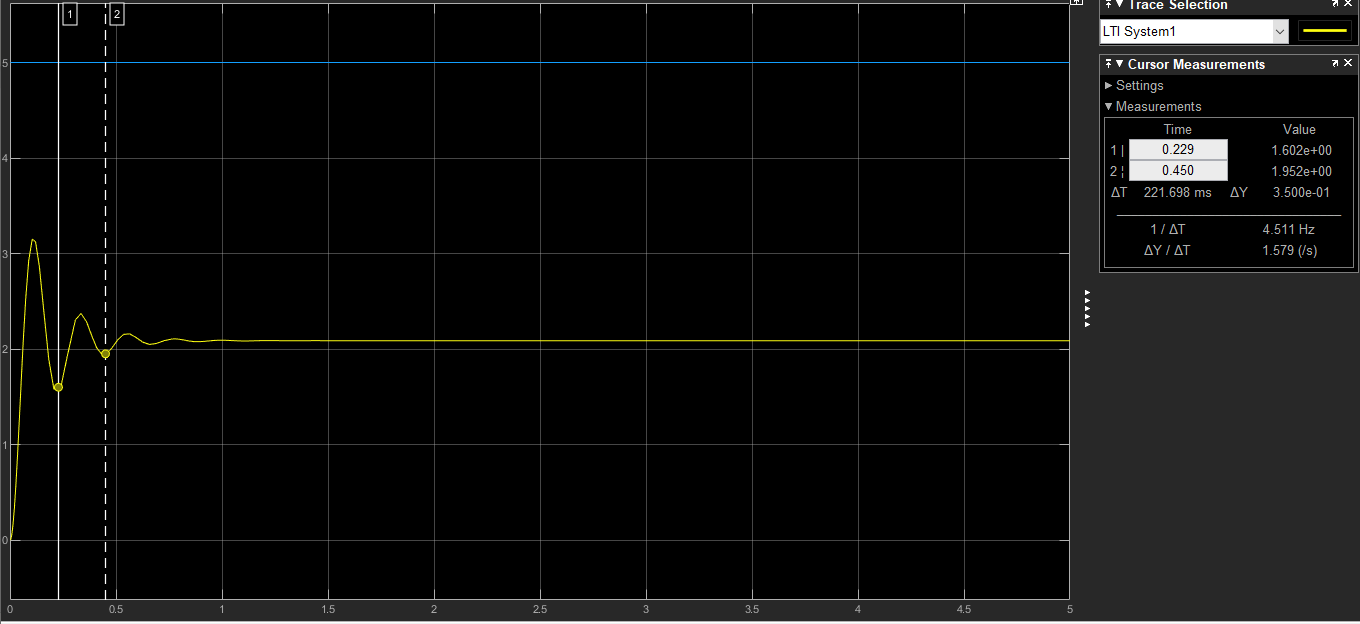 1
2
5
4
3
2
1
0
0
0.5
1
1.5
2
2.5
3
3.5
4
4.5
5
Trace Selection
LTI System1
Cursor Measurements
Settings
Measurements
Time Value
1 | 0.229 1.602e+00
2 ¦ 0.450 1.952e+00
ΔT 221.698 ms ΔY 3.500e-01
1 / ΔT 4.511 Hz
ΔY / ΔT 1.579 (/s)